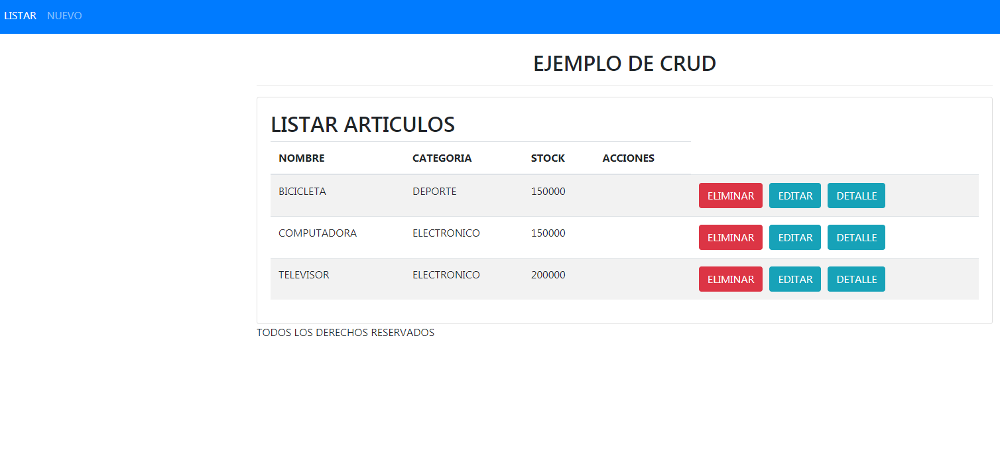 LISTAR NUEVO
EJEMPLO DE CRUD
LISTAR ARTICULOS
NOMBRE CATEGORIA STOCK ACCIONES
BICICLETA DEPORTE 150000 ELIMINAR EDITAR DETALLE
COMPUTADORA ELECTRONICO 150000 ELIMINAR EDITAR DETALLE
TELEVISOR ELECTRONICO 200000 ELIMINAR EDITAR DETALLE
TODOS LOS DERECHOS RESERVADOS